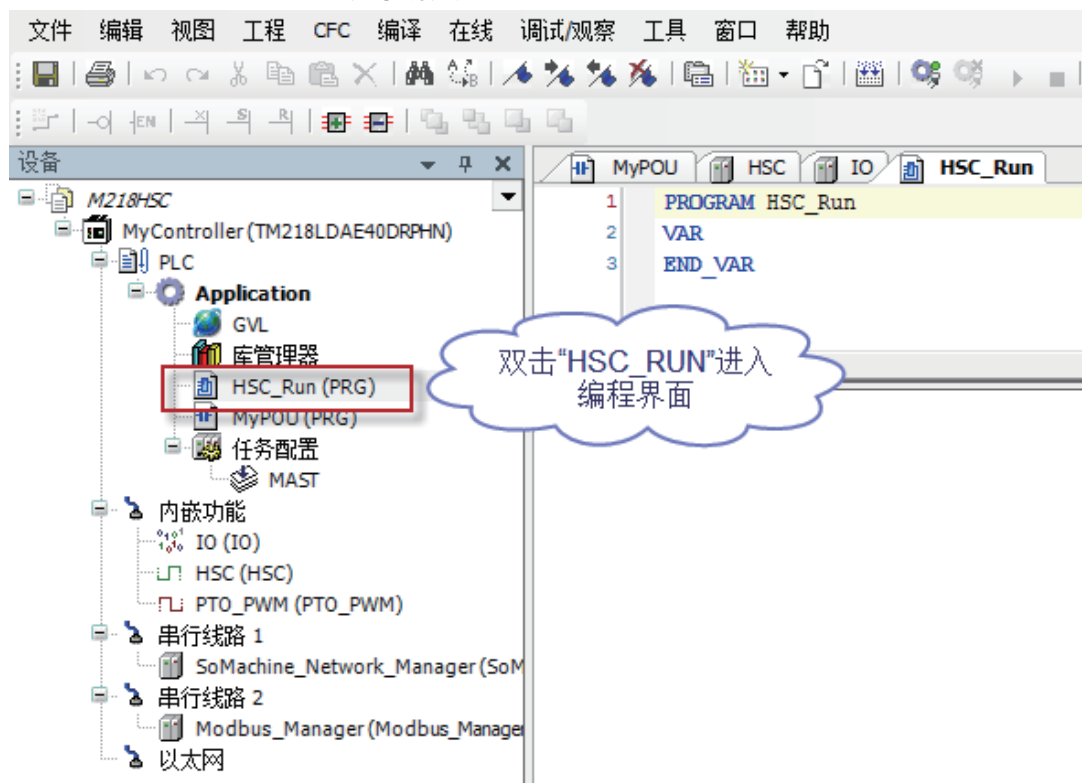 文件 编辑 视图 工程 CFC 编译 在线 调试/观察 工具 窗口 帮助
设备
M218HSC
MyController (TM218LDAE40DRPHN)
PLC
Application
GVL
库管理器
HSC_Run (PRG)
MyPOU (PRG)
任务配置
MAST
内嵌功能
IO (IO)
HSC (HSC)
PTO_PWM (PTO_PWM)
串行线路 1
SoMachine_Network_Manager (SoM
串行线路 2
Modbus_Manager (Modbus_Manager
以太网
MyPOU HSC IO HSC_Run
1 PROGRAM HSC_Run
2 VAR
3 END_VAR
双击“HSC_RUN”进入
编程界面